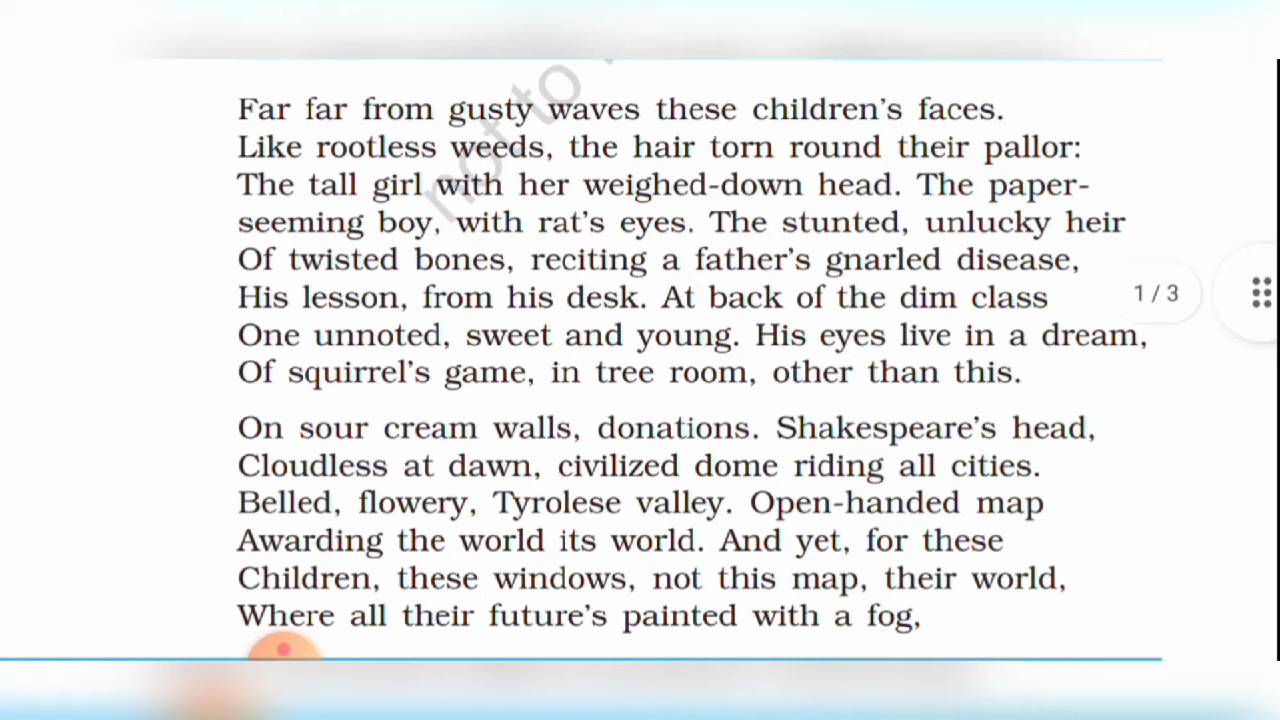 not to
Far far from gusty waves these children's faces.
Like rootless weeds, the hair torn round their pallor:
The tall girl with her weighed-down head. The paper-
seeming boy, with rat's eyes. The stunted, unlucky heir
Of twisted bones, reciting a father's gnarled disease,
His lesson, from his desk. At back of the dim class
One unnoted, sweet and young. His eyes live in a dream,
Of squirrel's game, in tree room, other than this.
On sour cream walls, donations. Shakespeare's head,
Cloudless at dawn, civilized dome riding all cities.
Belled, flowery, Tyrolese valley. Open-handed map
Awarding the world its world. And yet, for these
Children, these windows, not this map, their world,
Where all their future's painted with a fog,
1 / 3